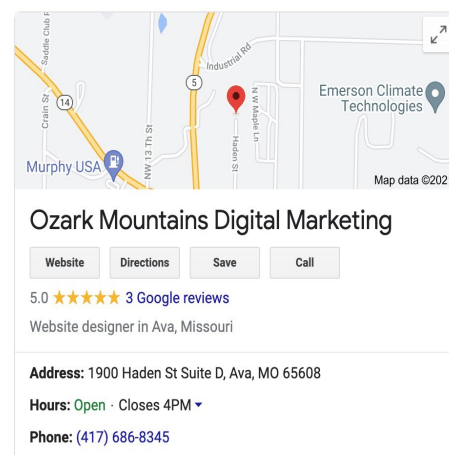 Saddle Club R
Industrial Rd
5
Emerson Climate
Technologies
N W Maple Ln
Crain St
14
NW 13 Th St
Haden St
Murphy USA
Map data ©202
Ozark Mountains Digital Marketing
Website
Directions
Save
Call
5.0 ★★★★★ 3 Google reviews
Website designer in Ava, Missouri
Address: 1900 Haden St Suite D, Ava, MO 65608
Hours: Open · Closes 4PM
Phone: (417) 686-8345